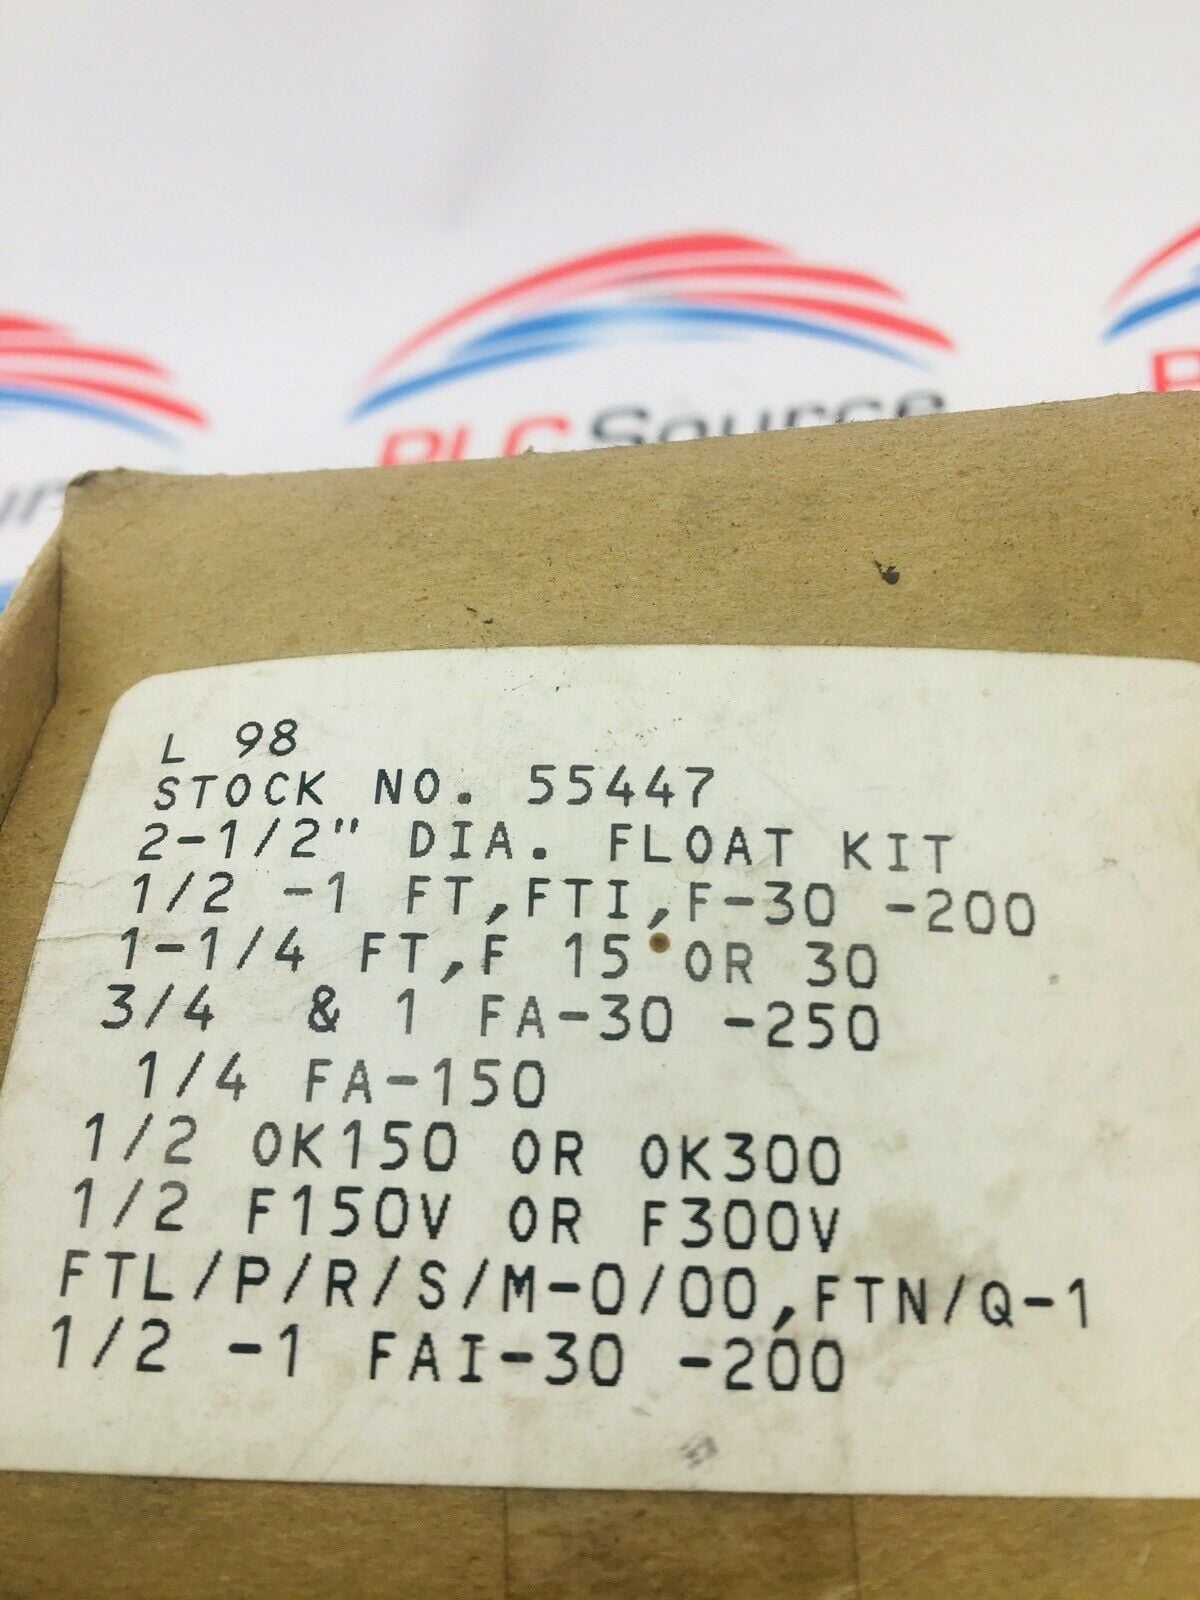 PLC Source
L 98
STOCK NO. 55447
2-1/2" DIA. FLOAT KIT
1/2 -1 FT,FTI,F-30 -200
1-1/4 FT,F 15 OR 30
3/4 & 1 FA-30 -250
1/4 FA-150
1/2 OK150 OR OK300
1/2 F150V OR F300V
FTL/P/R/S/M-0/00,FTN/Q-1
1/2 -1 FAI-30 -200